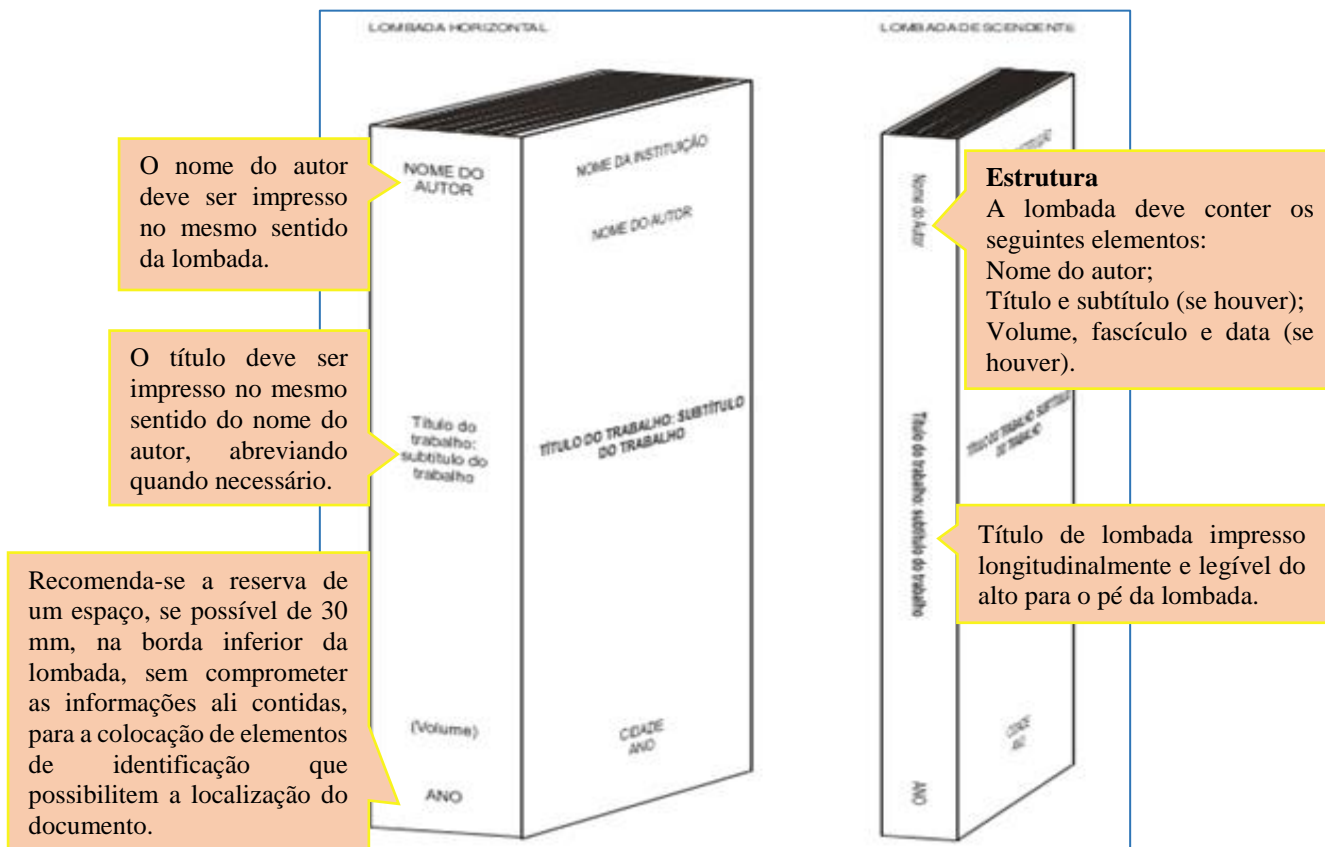 LOMBADA HORIZONTAL
LOMBADA DESCENDENTE
O nome do autor
deve ser impresso
no mesmo sentido
da lombada.
O título deve ser
impresso no mesmo
sentido do nome do
autor, abreviando
quando necessário.
Recomenda-se a reserva de
um espaço, se possível de 30
mm, na borda inferior da
lombada, sem comprometer
as informações ali contidas,
para a colocação de elementos
de identificação que
possibilitem a localização do
documento.
NOME DO
AUTOR
Título do
trabalho:
subtítulo do
trabalho
(Volume)
ANO
NOME DA INSTITUIÇÃO
NOME DO AUTOR
TÍTULO DO TRABALHO: SUBTÍTULO
DO TRABALHO
CIDADE
ANO
Nome do Autor
Título do trabalho: subtítulo do trabalho
ANO
TÍTULO DO TRABALHO SUBTÍTULO
DO TRABALHO
CIDADE
ANO
Estrutura
A lombada deve conter os
seguintes elementos:
Nome do autor;
Título e subtítulo (se houver);
Volume, fascículo e data (se
houver).
Título de lombada impresso
longitudinalmente e legível do
alto para o pé da lombada.